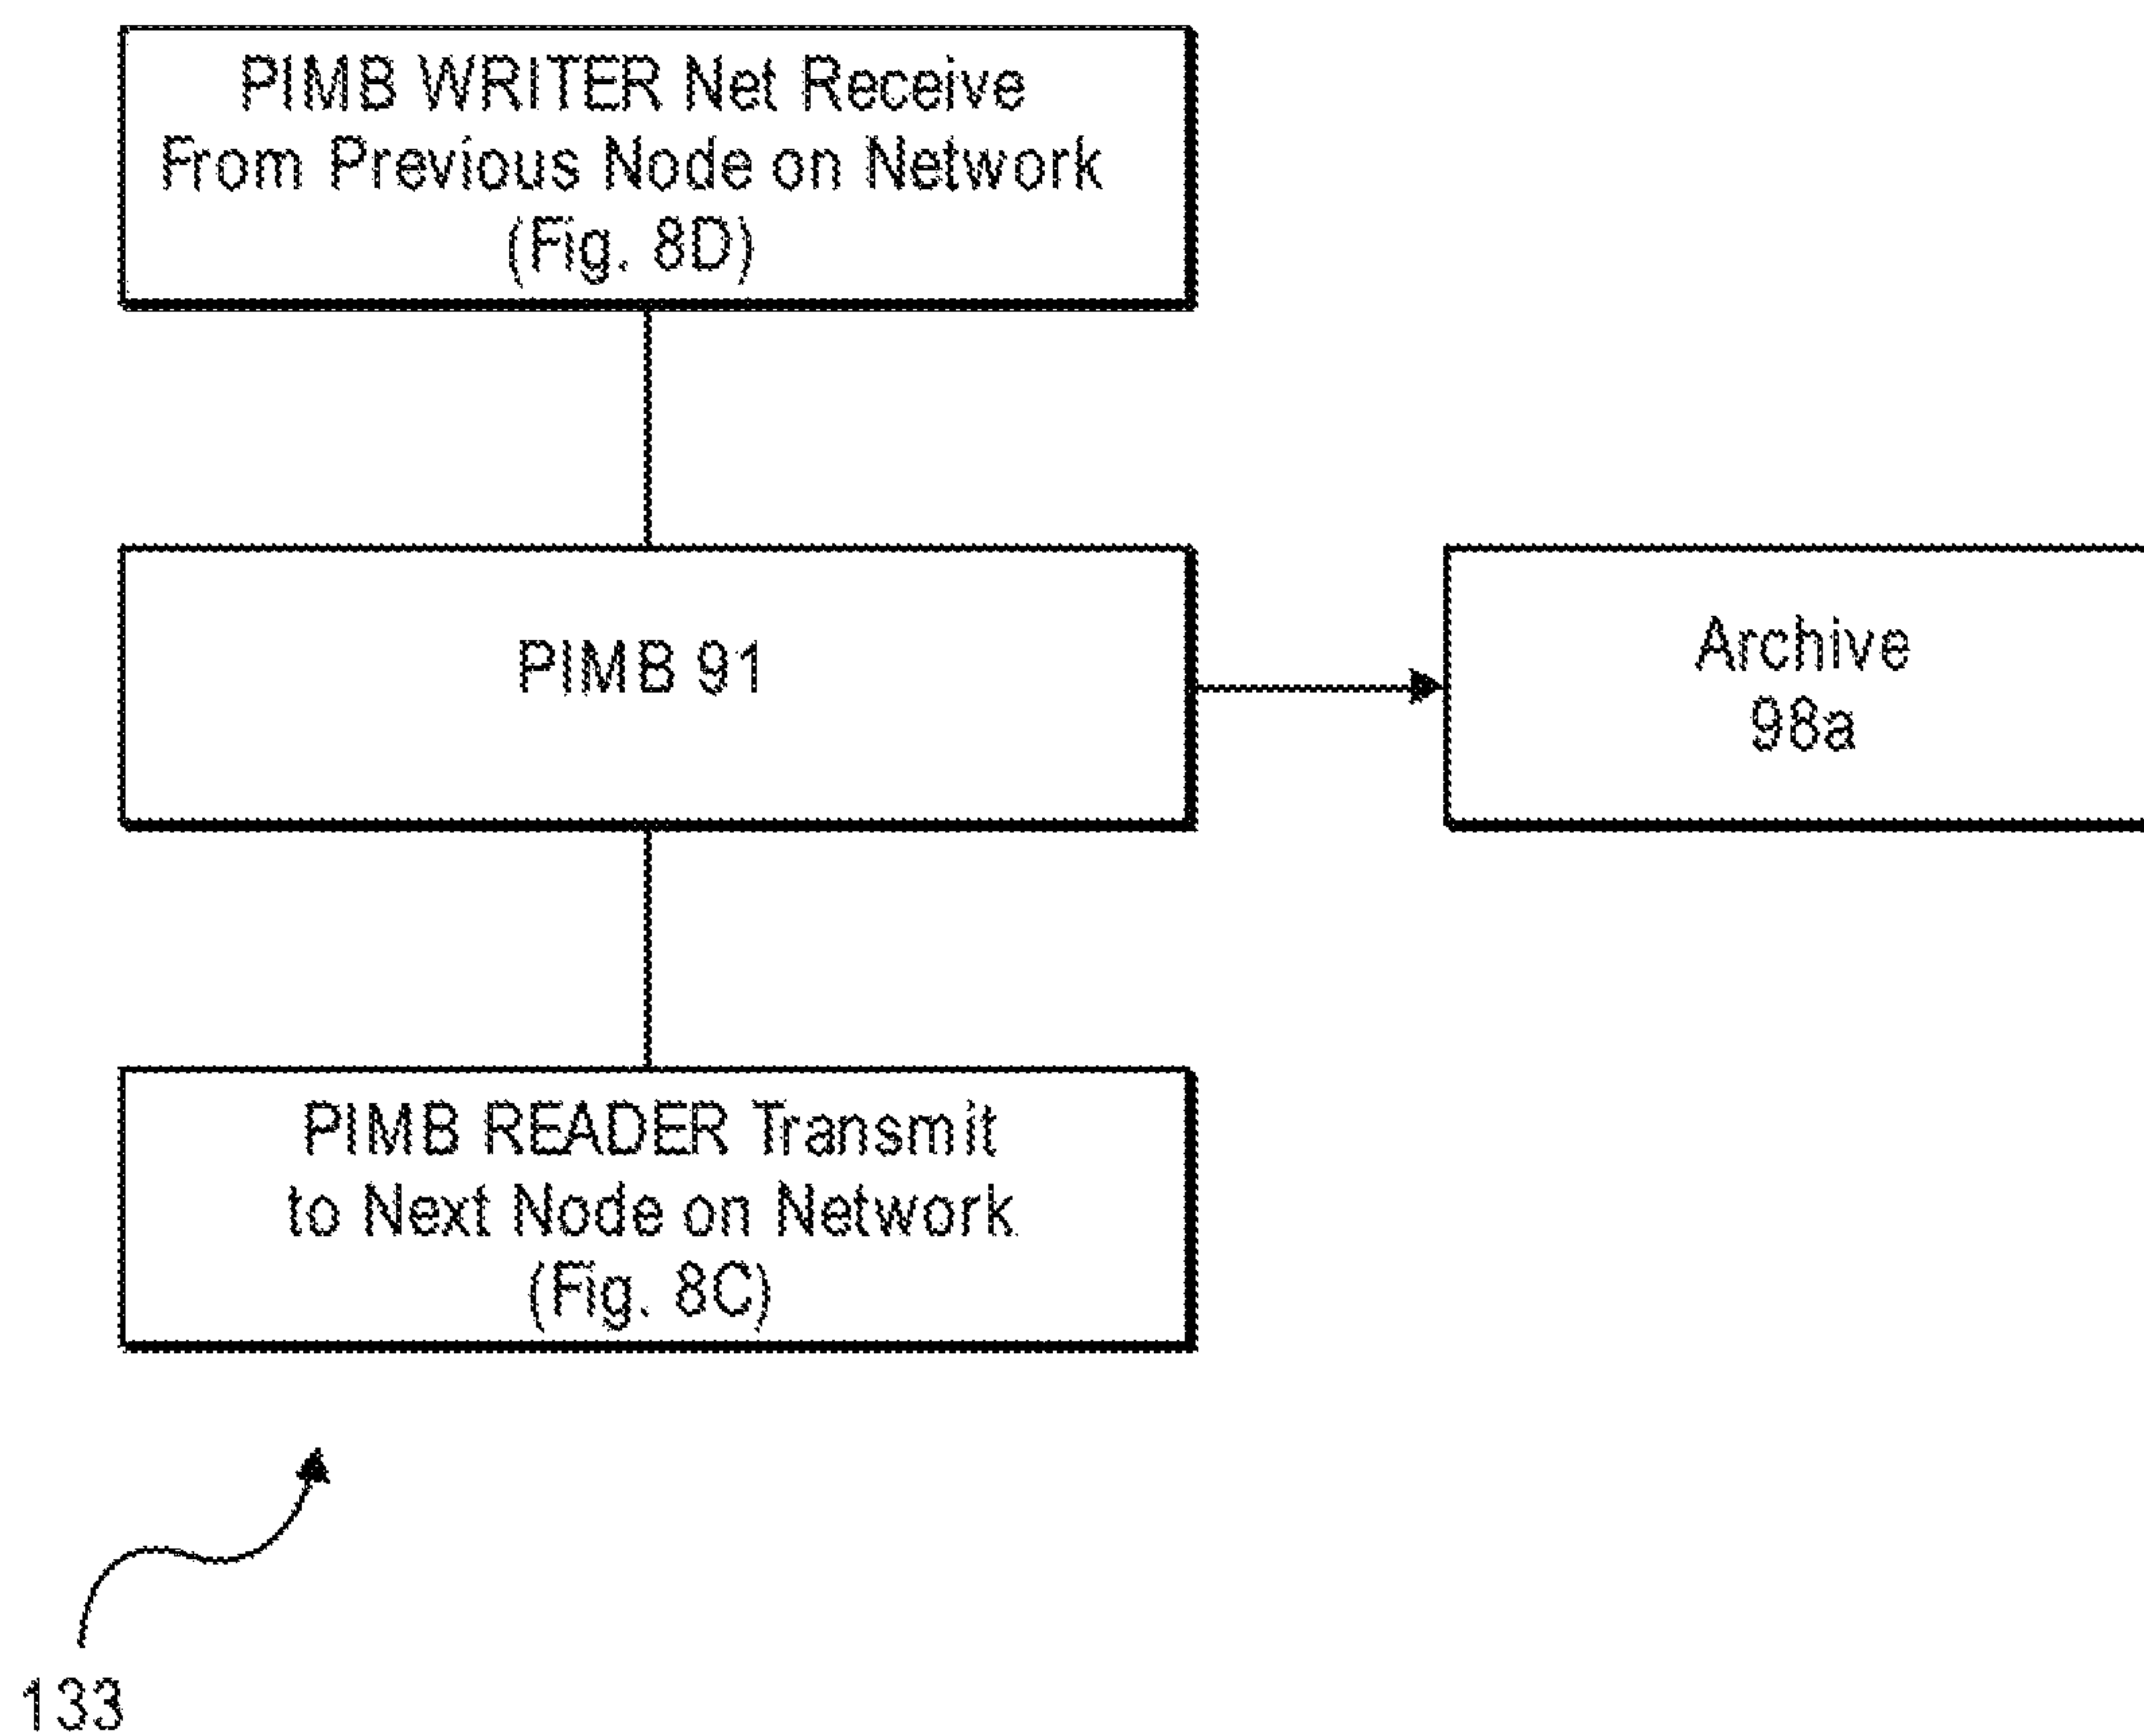 PIMB WRITER Net Receive
From Previous Node on Network
(Fig. 8D)
PIMB 91
Archive
98a
PIMB READER Transmit
to Next Node on Network
(Fig. 8C)
133